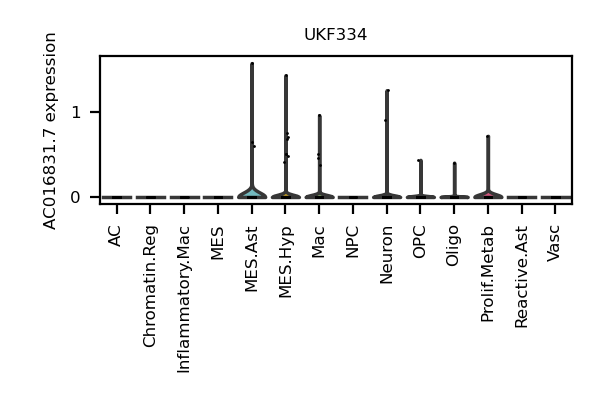 UKF334
AC016831.7 expression
1
0
AC
Chromatin.Reg
Inflammatory.Mac
MES
MES.Ast
MES.Hyp
Mac
NPC
Neuron
OPC
Oligo
Prolif.Metab
Reactive.Ast
Vasc